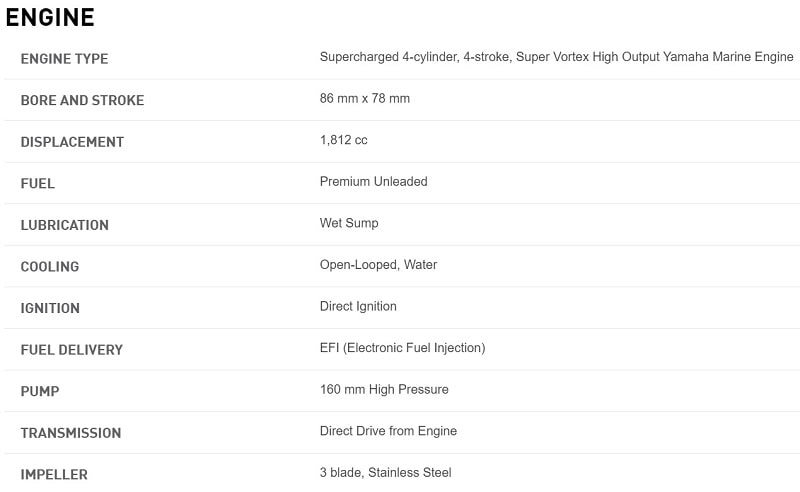 ENGINE
ENGINE TYPE Supercharged 4-cylinder, 4-stroke, Super Vortex High Output Yamaha Marine Engine
BORE AND STROKE 86 mm x 78 mm
DISPLACEMENT 1,812 cc
FUEL Premium Unleaded
LUBRICATION Wet Sump
COOLING Open-Looped, Water
IGNITION Direct Ignition
FUEL DELIVERY EFI (Electronic Fuel Injection)
PUMP 160 mm High Pressure
TRANSMISSION Direct Drive from Engine
IMPELLER 3 blade, Stainless Steel